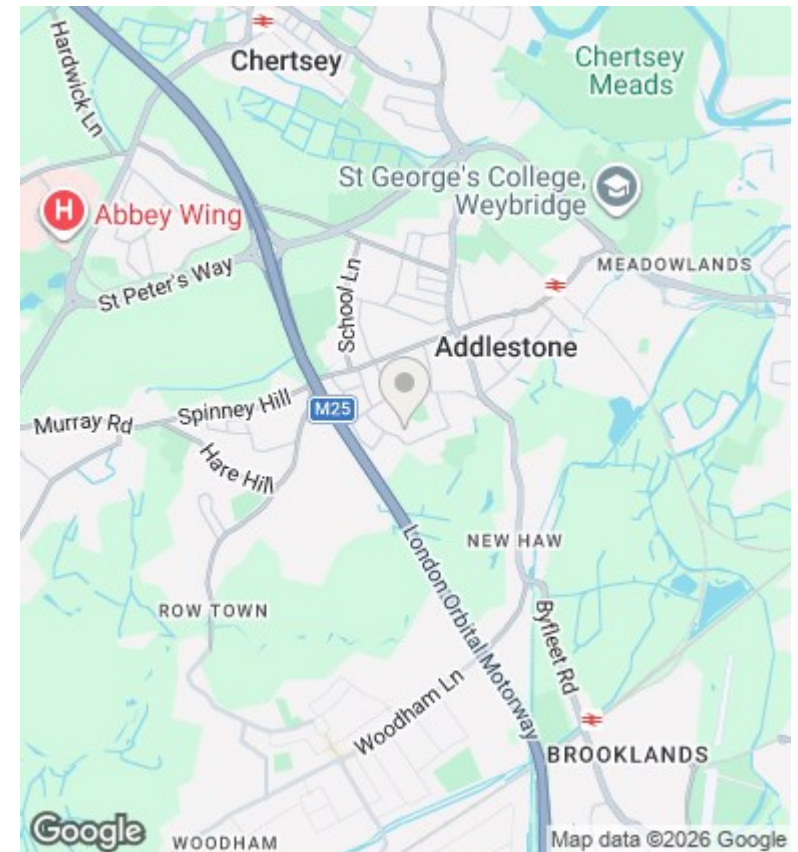 Hardwick Ln
Chertsey
Chertsey
Meads
St George's College,
Weybridge
H
Abbey Wing
St Peter's Way
School Ln
MEADOWLANDS
Addlestone
M25
Spinney Hill
Murray Rd
Hare Hill
London Orbital Motorway
NEW HAW
ROW TOWN
Byfleet Rd
Woodham Ln
BROOKLANDS
Google
WOODHAM
Map data ©2026 Google